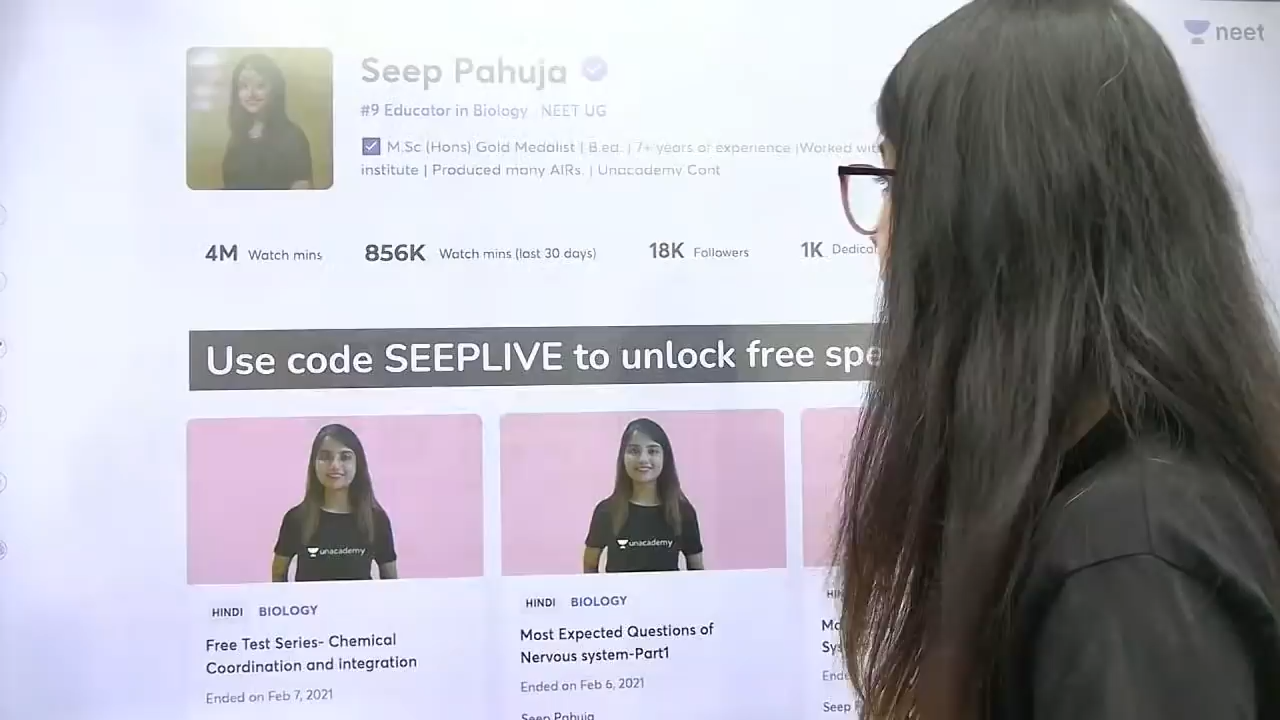 neet
Seep Pahuja
#9 Educator in Biology NEET UG
M.Sc (Hons) Gold Medalist | B.ed. | 7+ years of experience |Worked
institute | Produced many AIRs. | Unacademy Cont
4M Watch mins 856K Watch mins (last 30 days) 18K Followers 1K
Use code SEEPLIVE to unlock free
unacademy unacademy
HINDI BIOLOGY
Free Test Series- Chemical
Coordination and integration
Ended on Feb 7, 2021
HINDI BIOLOGY
Most Expected Questions of
Nervous system-Part1
Ended on Feb 6, 2021
Seep Pahuja
Seep